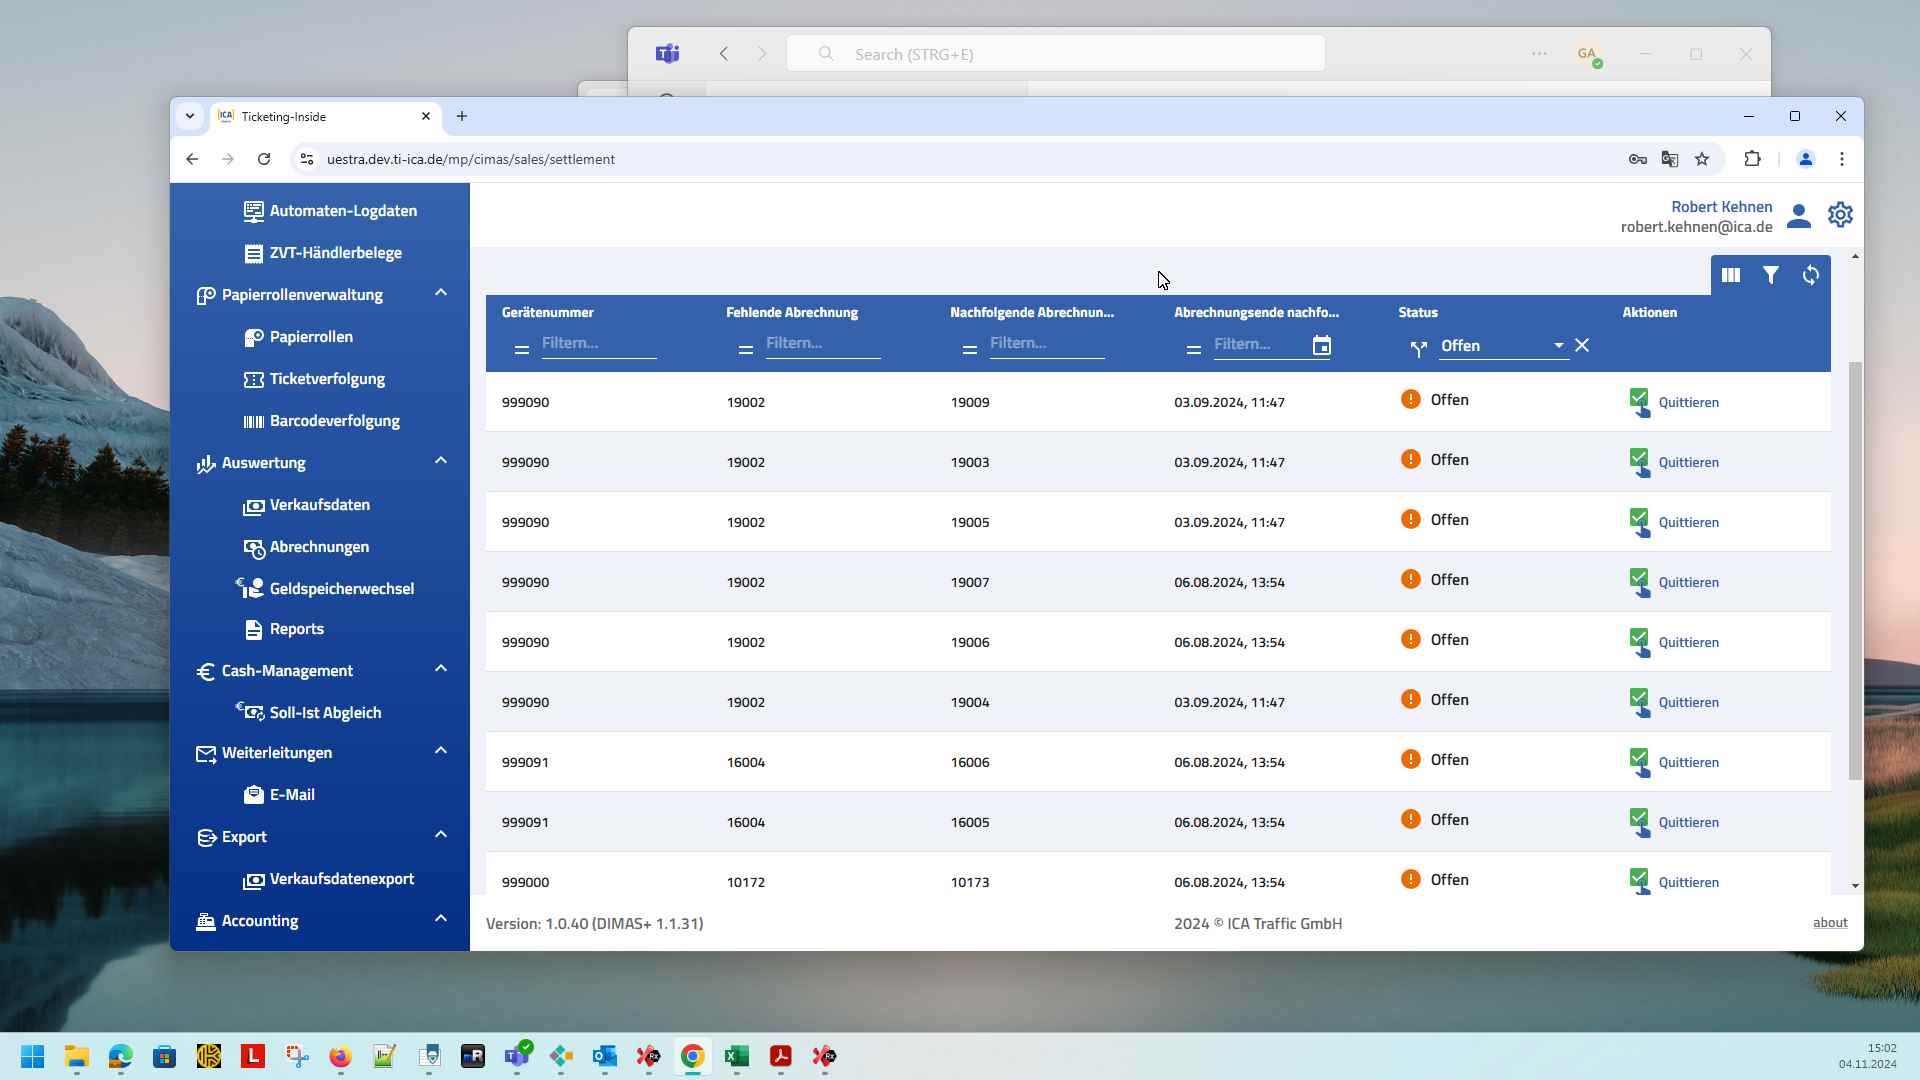 Search (STRG+E)
GA
Ticketing-Inside
uestra.dev.ti-ica.de/mp/cimas/sales/settlement
Robert Kehnen
robert.kehnen@ica.de
Automaten-Logdaten
ZVT-Händlerbelege
Papierrollenverwaltung
Papierrollen
Ticketverfolgung
Barcodeverfolgung
Auswertung
Verkaufsdaten
Abrechnungen
Geldspeicherwechsel
Reports
Cash-Management
Soll-Ist Abgleich
Weiterleitungen
E-Mail
Export
Verkaufsdatenexport
Accounting
Gerätenummer Fehlende Abrechnung Nachfolgende Abrechnun... Abrechnungsende nachfo... Status Aktionen
Filtern... Filtern... Filtern... Filtern... Offen
999090 19002 19009 03.09.2024, 11:47 Offen Quittieren
999090 19002 19003 03.09.2024, 11:47 Offen Quittieren
999090 19002 19005 03.09.2024, 11:47 Offen Quittieren
999090 19002 19007 06.08.2024, 13:54 Offen Quittieren
999090 19002 19006 06.08.2024, 13:54 Offen Quittieren
999090 19002 19004 03.09.2024, 11:47 Offen Quittieren
999091 16004 16006 06.08.2024, 13:54 Offen Quittieren
999091 16004 16005 06.08.2024, 13:54 Offen Quittieren
999000 10172 10173 06.08.2024, 13:54 Offen Quittieren
Version: 1.0.40 (DIMAS+ 1.1.31) 2024 © ICA Traffic GmbH about
15:02
04.11.2024